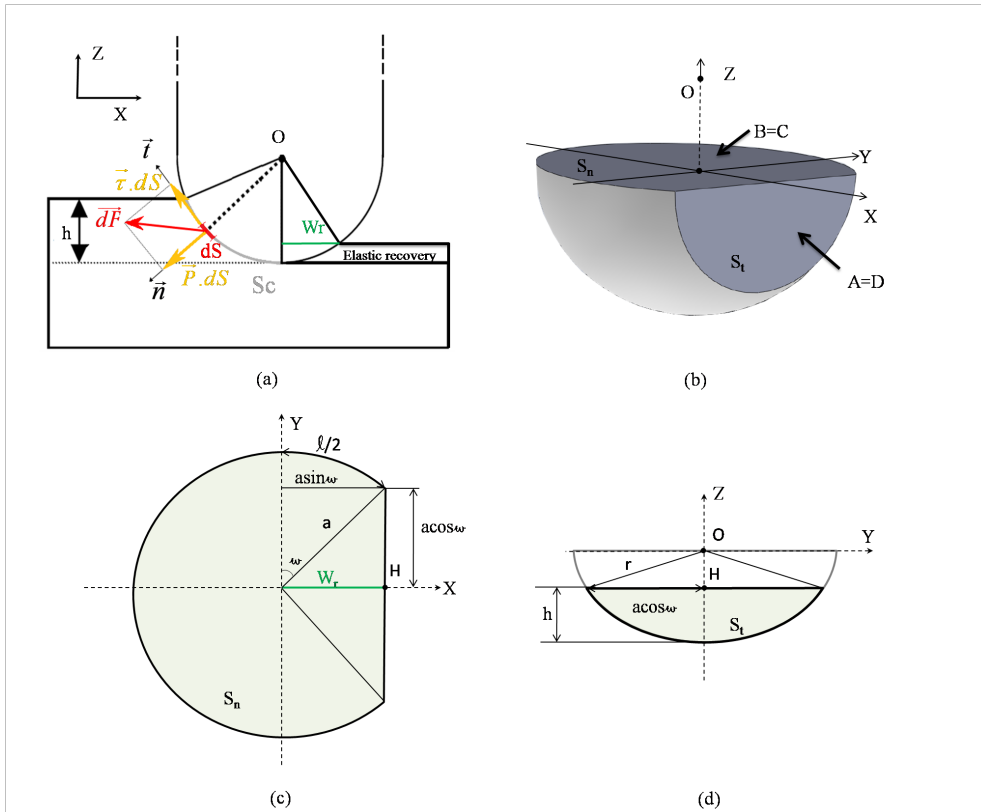 Z
X
O
t⃗
τ⃗.dS
dF⃗
h
Wr
dS
Elastic recovery
P⃗.dS
n⃗
Sc
(a)
Z
O
B=C
Y
Sₙ
X
Sₜ
A=D
(b)
Y
ℓ/2
asinω
a
acosω
ω
Wᵣ
H
X
Sₙ
(c)
Z
O
Y
r
H
h
acosω
Sₜ
(d)